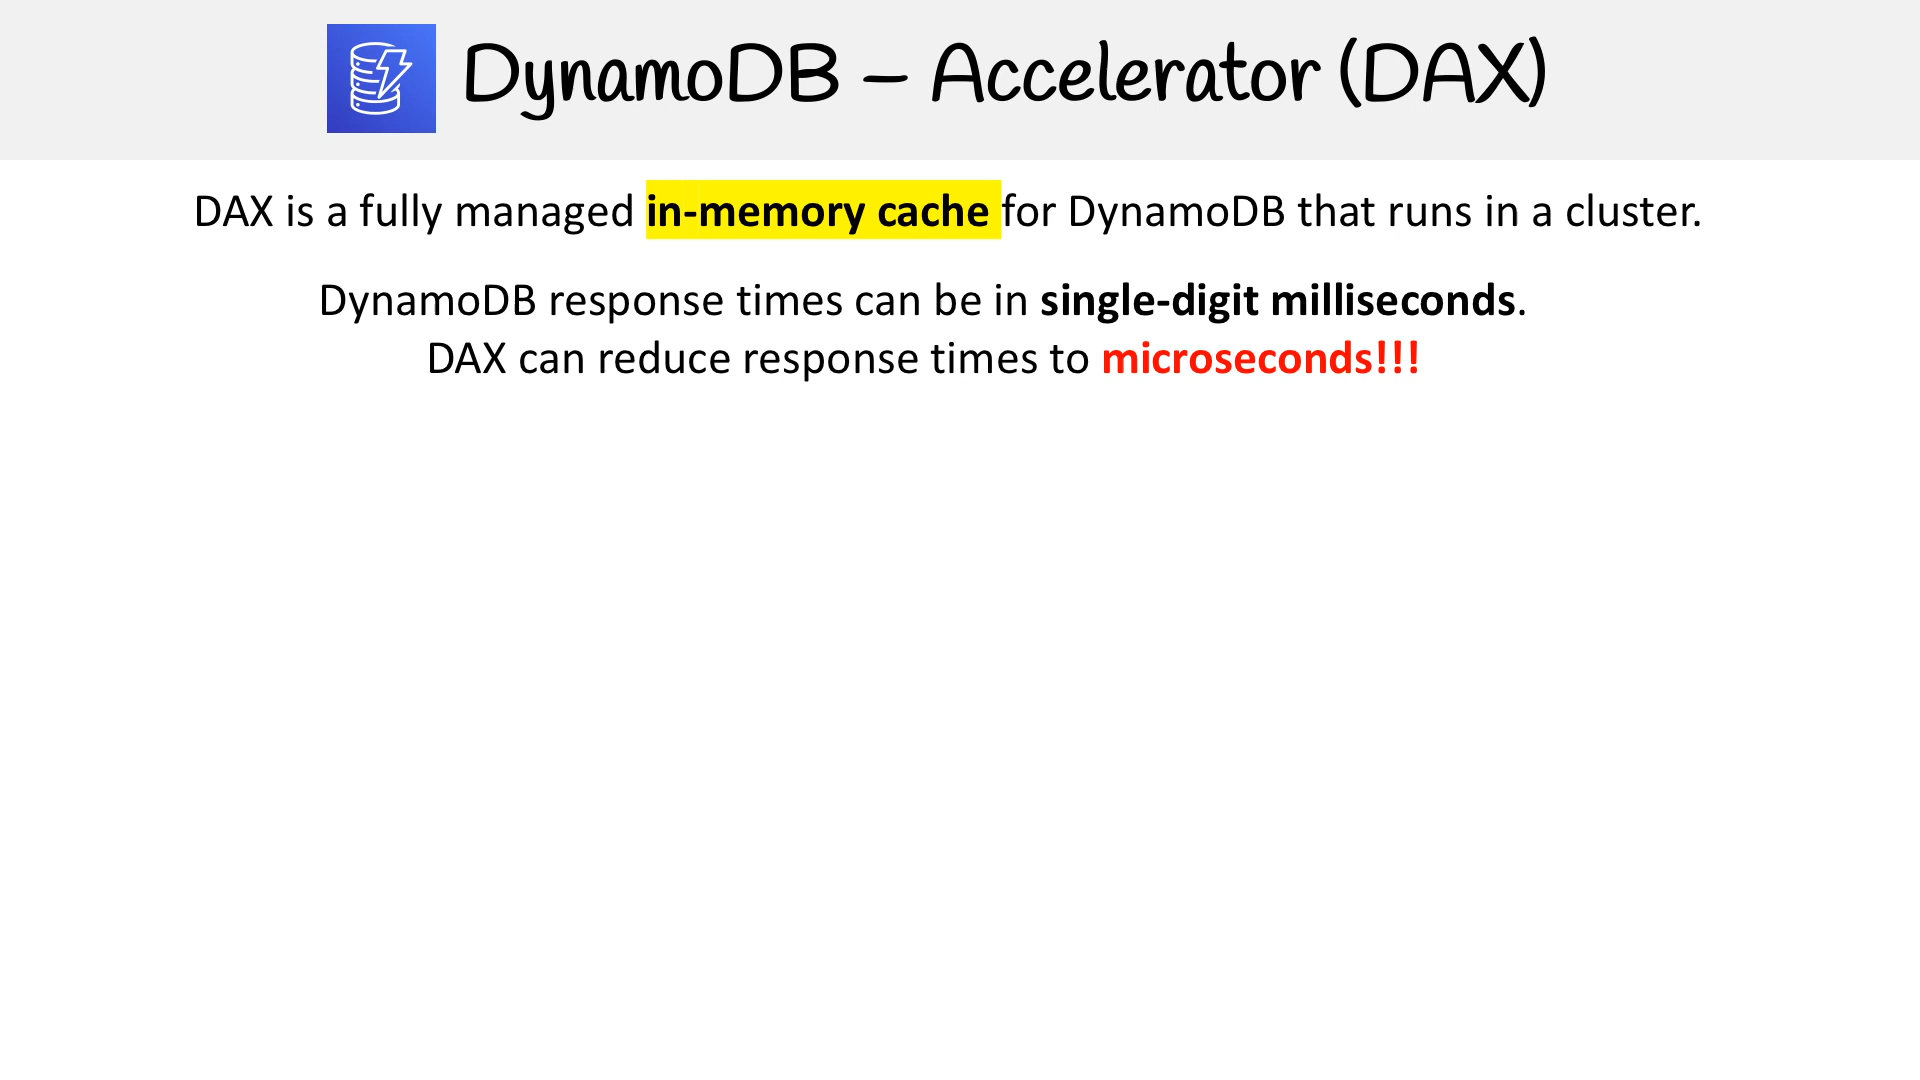 DynamoDB – Accelerator (DAX)
DAX is a fully managed in-memory cache for DynamoDB that runs in a cluster.
DynamoDB response times can be in single-digit milliseconds.
DAX can reduce response times to microseconds!!!